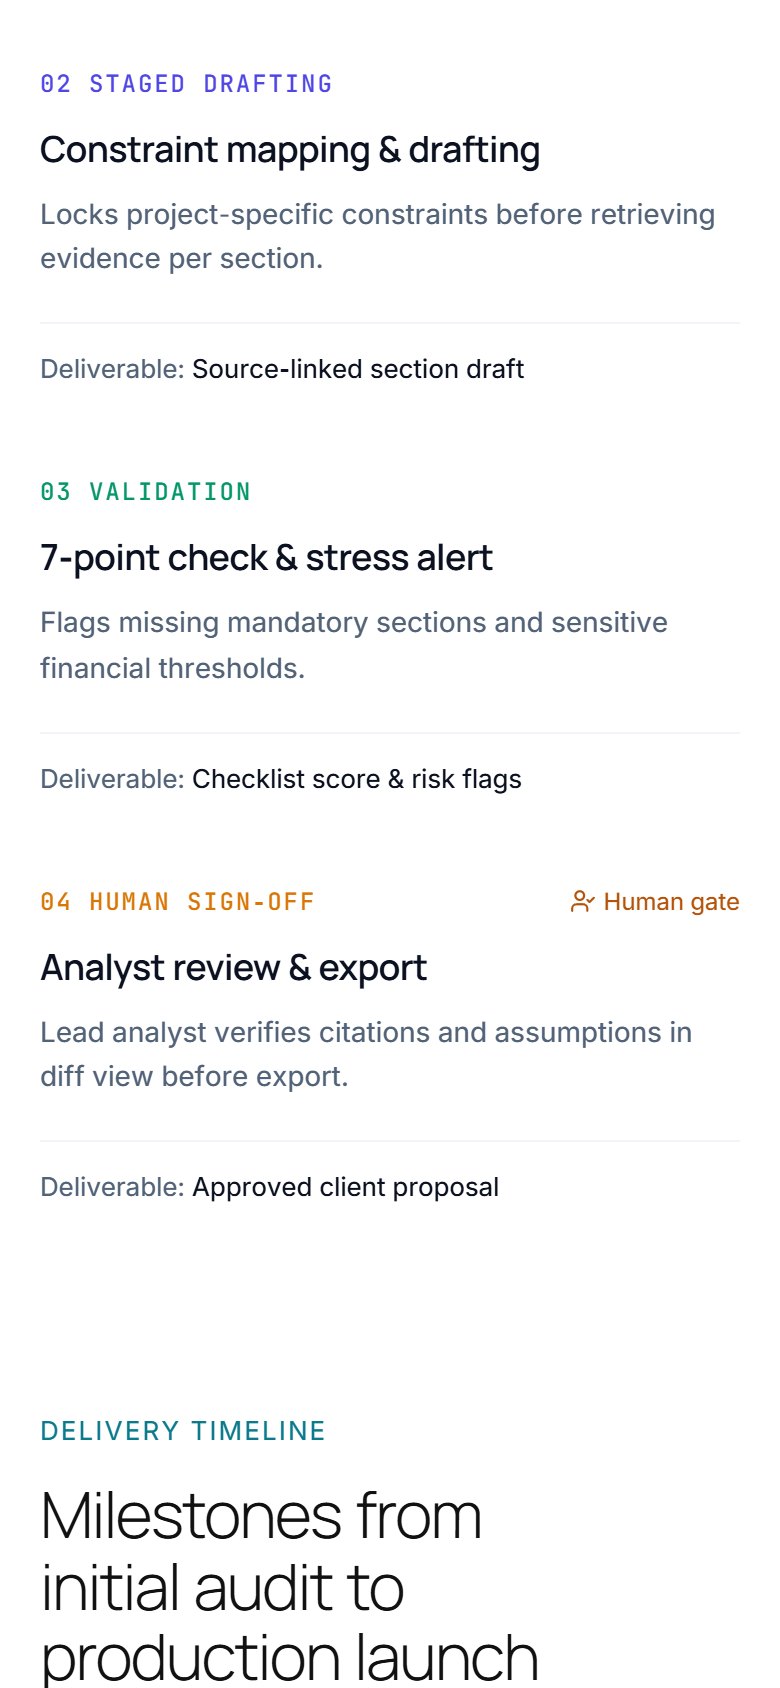 02 STAGED DRAFTING
Constraint mapping & drafting
Locks project-specific constraints before retrieving
evidence per section.
Deliverable: Source-linked section draft
03 VALIDATION
7-point check & stress alert
Flags missing mandatory sections and sensitive
financial thresholds.
Deliverable: Checklist score & risk flags
04 HUMAN SIGN-OFF
Human gate
Analyst review & export
Lead analyst verifies citations and assumptions in
diff view before export.
Deliverable: Approved client proposal
DELIVERY TIMELINE
Milestones from
initial audit to
production launch